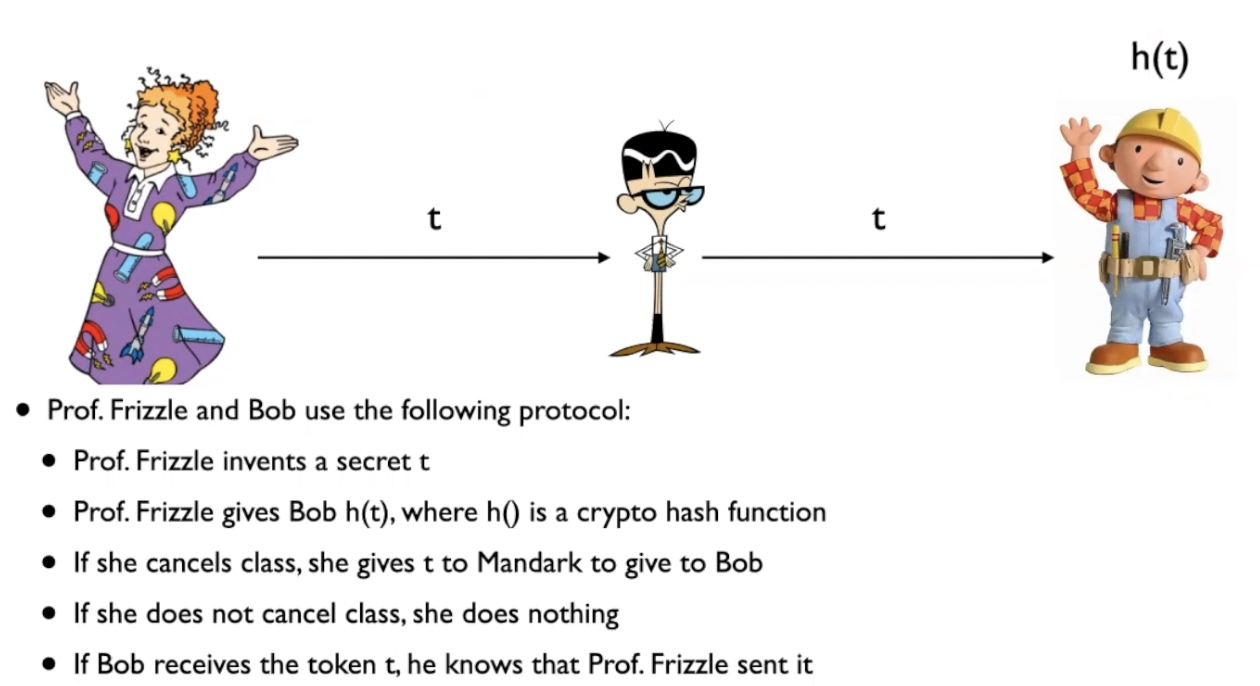 h(t)
t
t
• Prof. Frizzle and Bob use the following protocol:
• Prof. Frizzle invents a secret t
• Prof. Frizzle gives Bob h(t), where h() is a crypto hash function
• If she cancels class, she gives t to Mandark to give to Bob
• If she does not cancel class, she does nothing
• If Bob receives the token t, he knows that Prof. Frizzle sent it